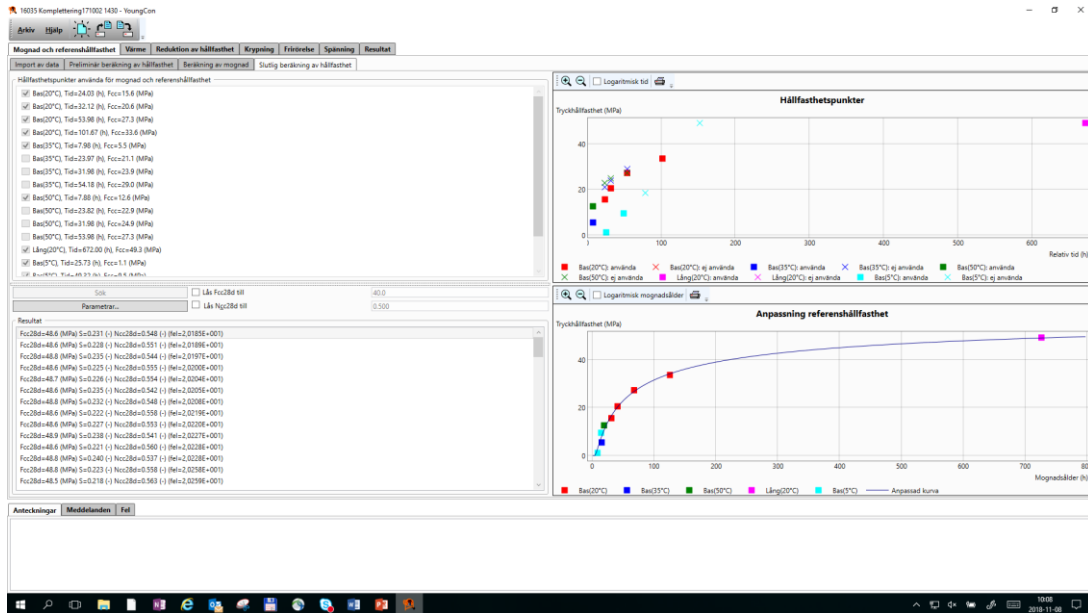 16035 Komplettering171002 1430 - YoungCon
Arkiv Hjälp
Mognad och referenshållfasthet Värme Reduktion av hållfasthet Krypning Frirörelse Spänning Resultat
Import av data Preliminär beräkning av hållfasthet Beräkning av mognad Slutlig beräkning av hållfasthet
Hållfasthetspunkter använda för mognad och referenshållfasthet
Bas(20°C), Tid=24.03 (h), Fcc=15.6 (MPa)
Bas(20°C), Tid=32.12 (h), Fcc=20.6 (MPa)
Bas(20°C), Tid=53.98 (h), Fcc=27.3 (MPa)
Bas(20°C), Tid=101.67 (h), Fcc=33.6 (MPa)
Bas(35°C), Tid=7.98 (h), Fcc=5.5 (MPa)
Bas(35°C), Tid=23.97 (h), Fcc=21.1 (MPa)
Bas(35°C), Tid=31.98 (h), Fcc=23.9 (MPa)
Bas(35°C), Tid=54.18 (h), Fcc=29.0 (MPa)
Bas(50°C), Tid=7.88 (h), Fcc=12.6 (MPa)
Bas(50°C), Tid=23.82 (h), Fcc=22.9 (MPa)
Bas(50°C), Tid=31.98 (h), Fcc=24.9 (MPa)
Bas(50°C), Tid=53.98 (h), Fcc=27.3 (MPa)
Lång(20°C), Tid=672.00 (h), Fcc=49.3 (MPa)
Bas(5°C), Tid=25.73 (h), Fcc=1.1 (MPa)
Sök Lås Fcc28d till 40.0
Parametrar... Lås Ncc28d till 0.500
Resultat
Fcc28d=48.6 (MPa) S=0.231 (-) Ncc28d=0.548 (-) (fel=2,0185E+001)
Fcc28d=48.6 (MPa) S=0.228 (-) Ncc28d=0.551 (-) (fel=2,0189E+001)
Fcc28d=48.8 (MPa) S=0.235 (-) Ncc28d=0.544 (-) (fel=2,0197E+001)
Fcc28d=48.6 (MPa) S=0.225 (-) Ncc28d=0.555 (-) (fel=2,0200E+001)
Fcc28d=48.7 (MPa) S=0.226 (-) Ncc28d=0.554 (-) (fel=2,0204E+001)
Fcc28d=48.6 (MPa) S=0.235 (-) Ncc28d=0.542 (-) (fel=2,0205E+001)
Fcc28d=48.8 (MPa) S=0.232 (-) Ncc28d=0.548 (-) (fel=2,0208E+001)
Fcc28d=48.6 (MPa) S=0.222 (-) Ncc28d=0.558 (-) (fel=2,0219E+001)
Fcc28d=48.6 (MPa) S=0.227 (-) Ncc28d=0.553 (-) (fel=2,0220E+001)
Fcc28d=48.9 (MPa) S=0.238 (-) Ncc28d=0.541 (-) (fel=2,0227E+001)
Fcc28d=48.6 (MPa) S=0.221 (-) Ncc28d=0.560 (-) (fel=2,0228E+001)
Fcc28d=48.8 (MPa) S=0.240 (-) Ncc28d=0.537 (-) (fel=2,0228E+001)
Fcc28d=48.8 (MPa) S=0.223 (-) Ncc28d=0.558 (-) (fel=2,0258E+001)
Fcc28d=48.5 (MPa) S=0.218 (-) Ncc28d=0.563 (-) (fel=2,0259E+001)
Logaritmisk tid
Hållfasthetspunkter
Tryckhållfasthet (MPa)
40
20
0
100 200 300 400 500 600
Relativ tid (h)
Bas(20°C): använda Bas(20°C): ej använda Bas(35°C): använda Bas(35°C): ej använda Bas(50°C): använda
Bas(50°C): ej använda Lång(20°C): använda Lång(20°C): ej använda Bas(5°C): använda Bas(5°C): ej använda
Logaritmisk mognadsålder
Anpassning referenshållfasthet
Tryckhållfasthet (MPa)
40
20
0
0 100 200 300 400 500 600 700 800
Mognadsålder (h)
Bas(20°C) Bas(35°C) Bas(50°C) Lång(20°C) Bas(5°C) Anpassad kurva
Anteckningar Meddelanden Fel
10:08
2018-11-08